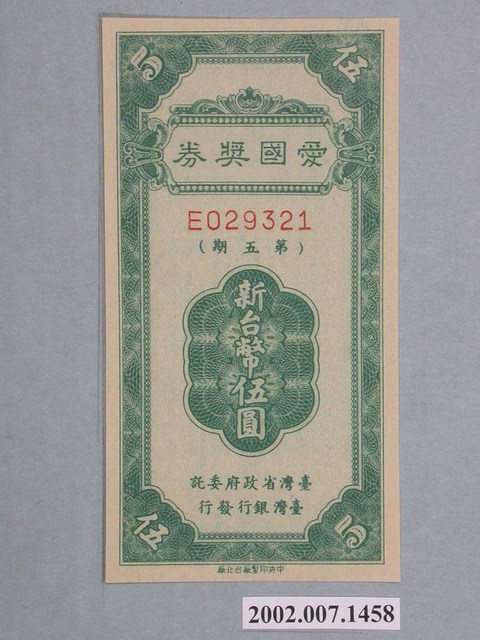 伍 伍
愛國獎券
E029321
(第五期)
新台幣伍圓
臺灣省政府委託
臺灣銀行發行
伍 伍
中央印製廠台北廠
2002.007.1458